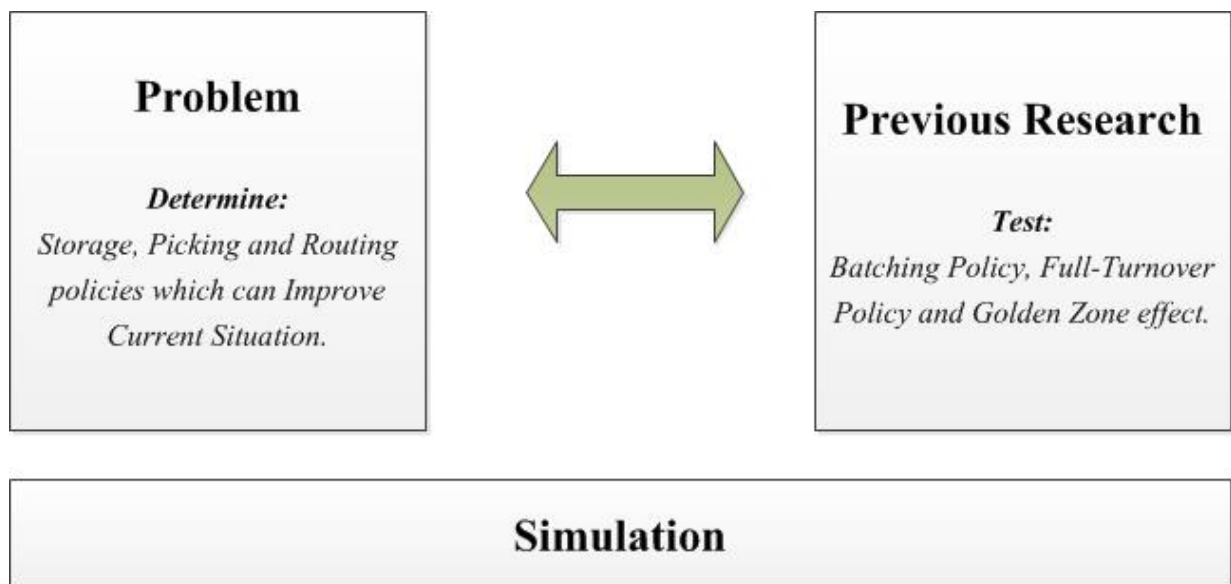 Problem
Determine:
Storage, Picking and Routing
policies which can Improve
Current Situation.
Previous Research
Test:
Batching Policy, Full-Turnover
Policy and Golden Zone effect.
Simulation